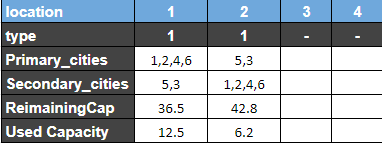 location 1 2 3 4
type 1 1 - -
Primary_cities 1,2,4,6 5,3
Secondary_cities 5,3 1,2,4,6
ReimainingCap 36.5 42.8
Used Capacity 12.5 6.2